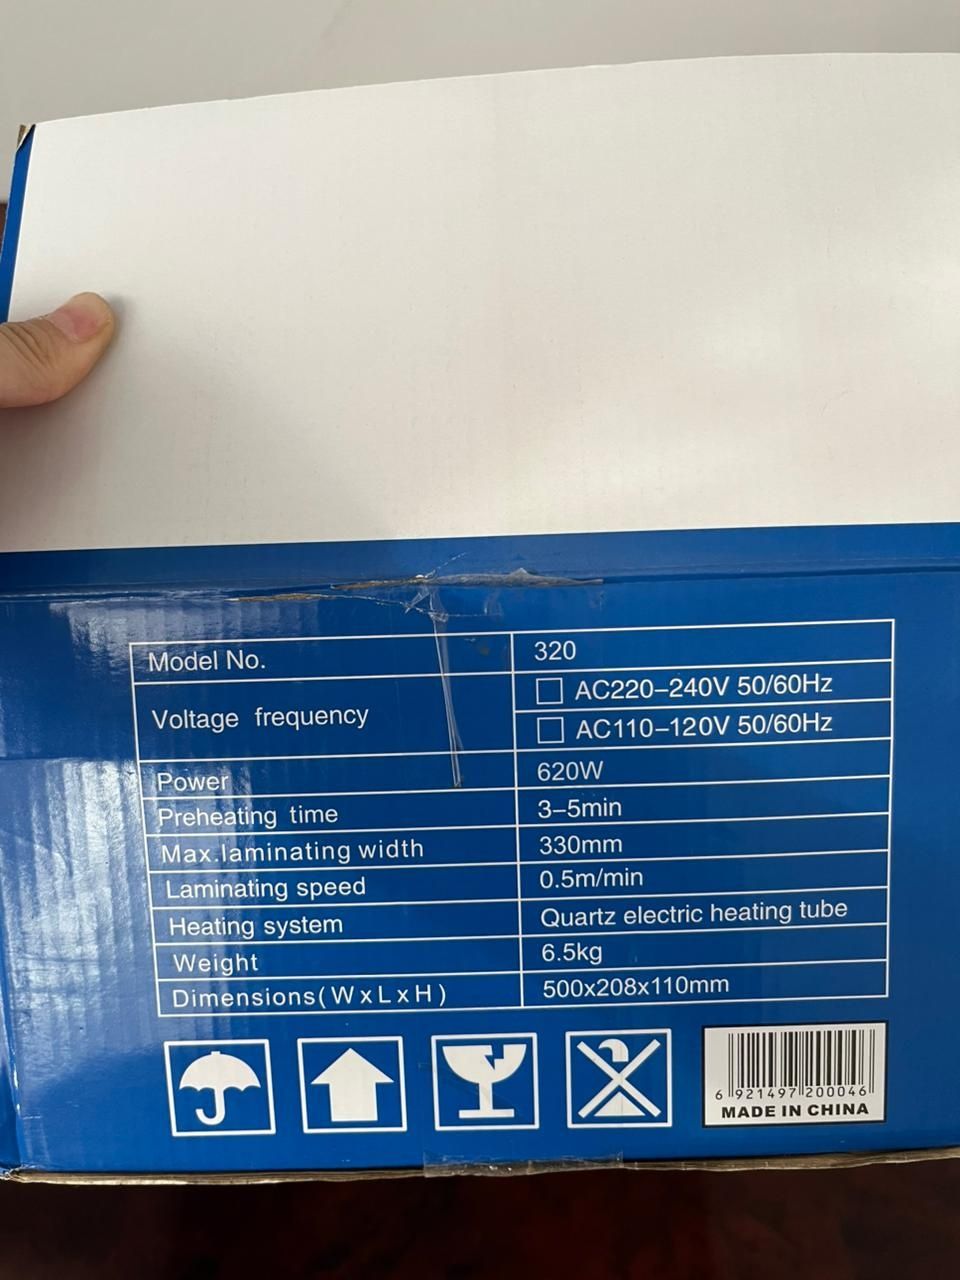 Model No. 320
Voltage frequency
AC220-240V 50/60Hz
AC110-120V 50/60Hz
Power 620W
Preheating time 3-5min
Max.laminating width 330mm
Laminating speed 0.5m/min
Heating system Quartz electric heating tube
Weight 6.5kg
Dimensions(WxLxH) 500x208x110mm
6 921497 200046
MADE IN CHINA